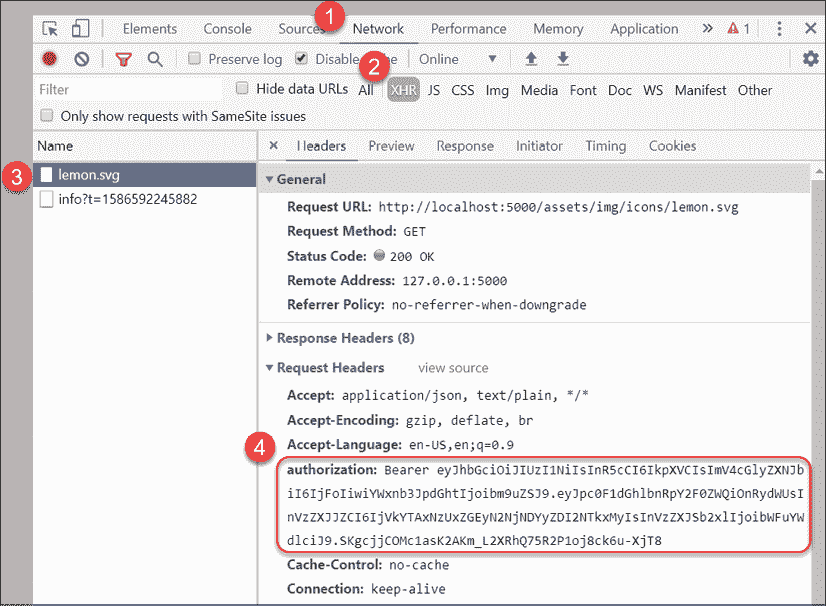 1
Elements Console Sources Network Performance Memory Application » 1
2
Preserve log Disable che Online
Filter Hide data URLs All XHR JS CSS Img Media Font Doc WS Manifest Other
Only show requests with SameSite issues
Name × Headers Preview Response Initiator Timing Cookies
3 lemon.svg
info?t=1586592245882
General
Request URL: http://localhost:5000/assets/img/icons/lemon.svg
Request Method: GET
Status Code: 200 OK
Remote Address: 127.0.0.1:5000
Referrer Policy: no-referrer-when-downgrade
Response Headers (8)
Request Headers view source
Accept: application/json, text/plain, */*
Accept-Encoding: gzip, deflate, br
4
Accept-Language: en-US,en;q=0.9
authorization: Bearer eyJhbGciOiJIUzI1NiIsInR5cCI6IkpXVCIsImV4cGlyZXNJb
iI6IjFoIiwiYWxnb3JpdGhtIjoibm9uZSJ9.eyJpc0F1dGhlbnRpY2F0ZWQiOnRydWUsI
nVzZXJJZCI6IjVkYTAxNzUxZGEyN2NjNDYyZDI2NTkxMyIsInVzZXJSb2xlIjoibWFuYW
dlciJ9.SKgcjjCOMc1asK2AKm_L2XRhQ75R2P1oj8ck6u-XjT8
Cache-Control: no-cache
Connection: keep-alive